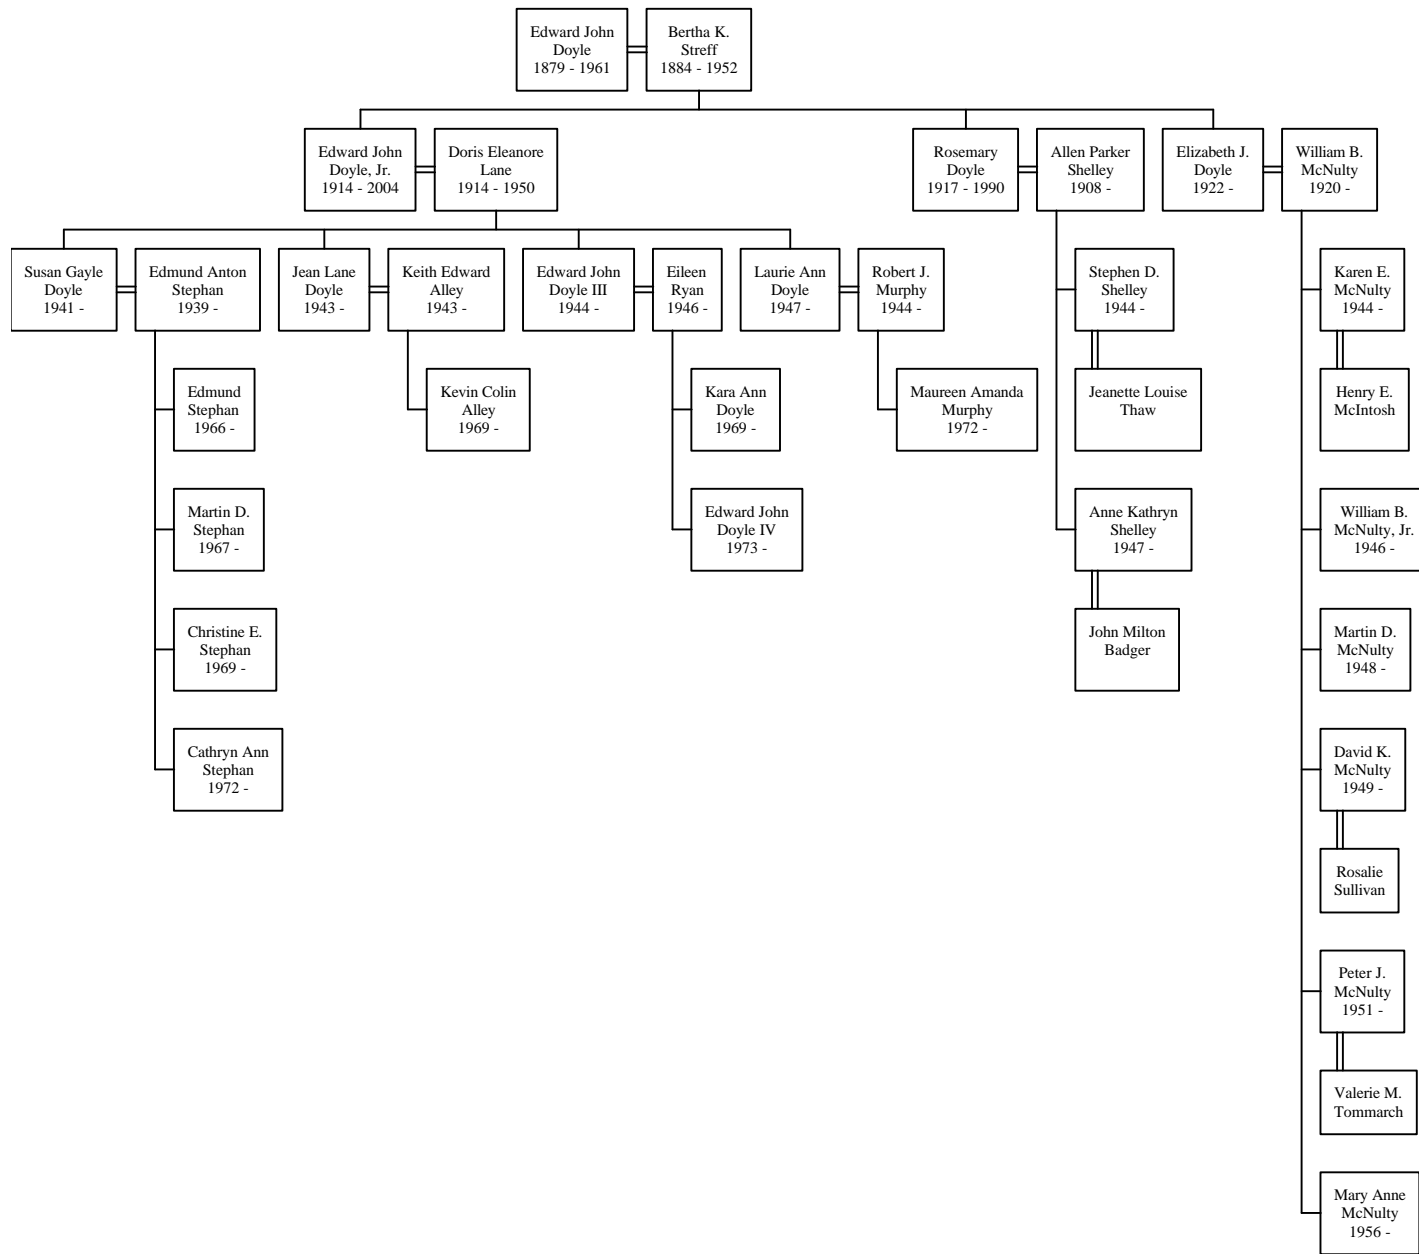 Edward John
Doyle
1879 - 1961
Bertha K.
Streff
1884 - 1952
Edward John
Doyle, Jr.
1914 - 2004
Doris Eleanore
Lane
1914 - 1950
Rosemary
Doyle
1917 - 1990
Allen Parker
Shelley
1908 -
Elizabeth J.
Doyle
1922 -
William B.
McNulty
1920 -
Susan Gayle
Doyle
1941 -
Edmund Anton
Stephan
1939 -
Jean Lane
Doyle
1943 -
Keith Edward
Alley
1943 -
Edward John
Doyle III
1944 -
Eileen
Ryan
1946 -
Laurie Ann
Doyle
1947 -
Robert J.
Murphy
1944 -
Stephen D.
Shelley
1944 -
Karen E.
McNulty
1944 -
Edmund
Stephan
1966 -
Kevin Colin
Alley
1969 -
Kara Ann
Doyle
1969 -
Maureen Amanda
Murphy
1972 -
Jeanette Louise
Thaw
Henry E.
McIntosh
Martin D.
Stephan
1967 -
Edward John
Doyle IV
1973 -
Anne Kathryn
Shelley
1947 -
William B.
McNulty, Jr.
1946 -
Christine E.
Stephan
1969 -
John Milton
Badger
Martin D.
McNulty
1948 -
Cathryn Ann
Stephan
1972 -
David K.
McNulty
1949 -
Rosalie
Sullivan
Peter J.
McNulty
1951 -
Valerie M.
Tommarch
Mary Anne
McNulty
1956 -